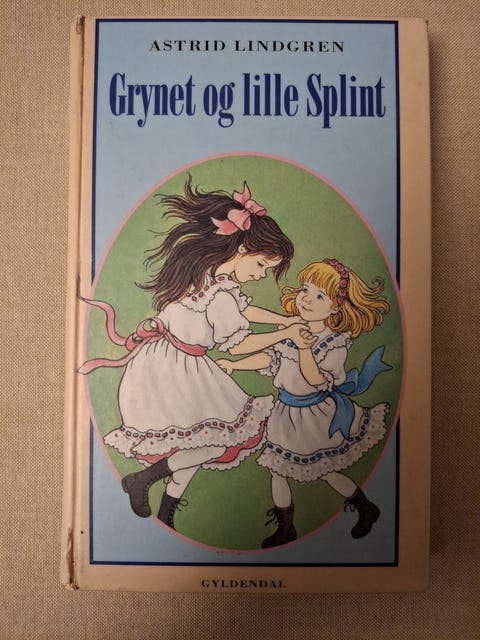 ASTRID LINDGREN
Grynet og lille Splint
GYLDENDAL